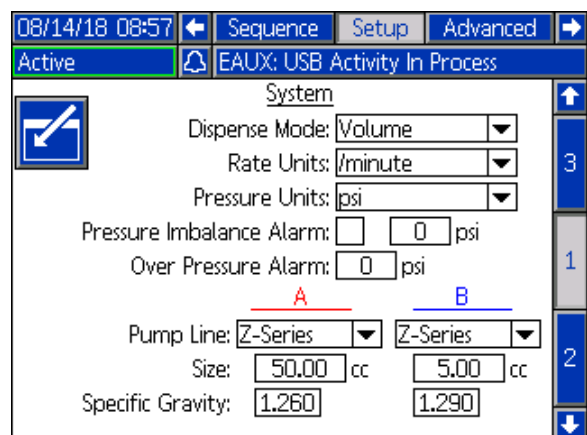 08/14/18 08:57 Sequence Setup Advanced
Active EAUX: USB Activity In Process
System
Dispense Mode: Volume
Rate Units: /minute
3
Pressure Units: psi
Pressure Imbalance Alarm: 0 psi
Over Pressure Alarm: 0 psi
1
A B
Pump Line: Z-Series Z-Series
Size: 50.00 cc 5.00 cc
2
Specific Gravity: 1.260 1.290